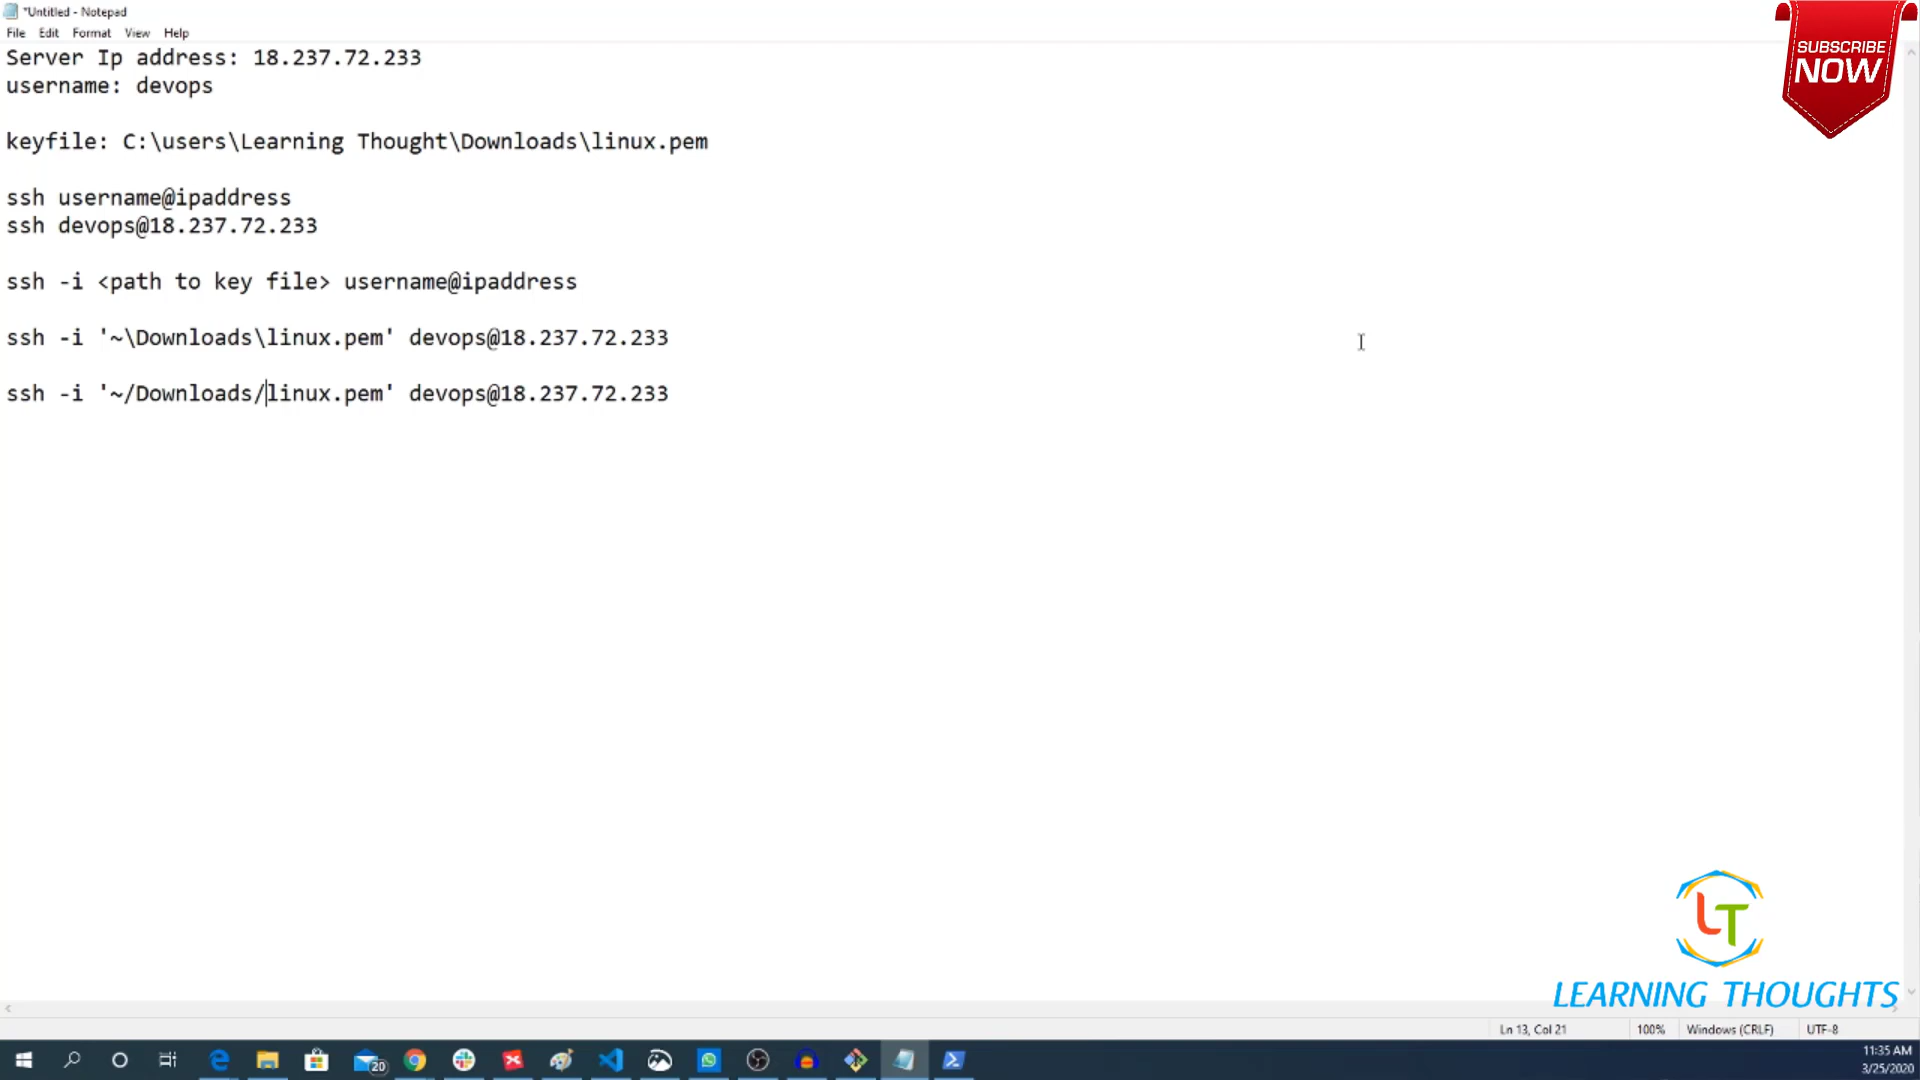 *Untitled - Notepad
File Edit Format View Help
Server Ip address: 18.237.72.233
username: devops
keyfile: C:\users\Learning Thought\Downloads\linux.pem
ssh username@ipaddress
ssh devops@18.237.72.233
ssh -i <path to key file> username@ipaddress
ssh -i '~\Downloads\linux.pem' devops@18.237.72.233
ssh -i '~/Downloads/linux.pem' devops@18.237.72.233
SUBSCRIBE
NOW
LT
LEARNING THOUGHTS
Ln 13, Col 21 100% Windows (CRLF) UTF-8
20
11:35 AM
3/25/2020